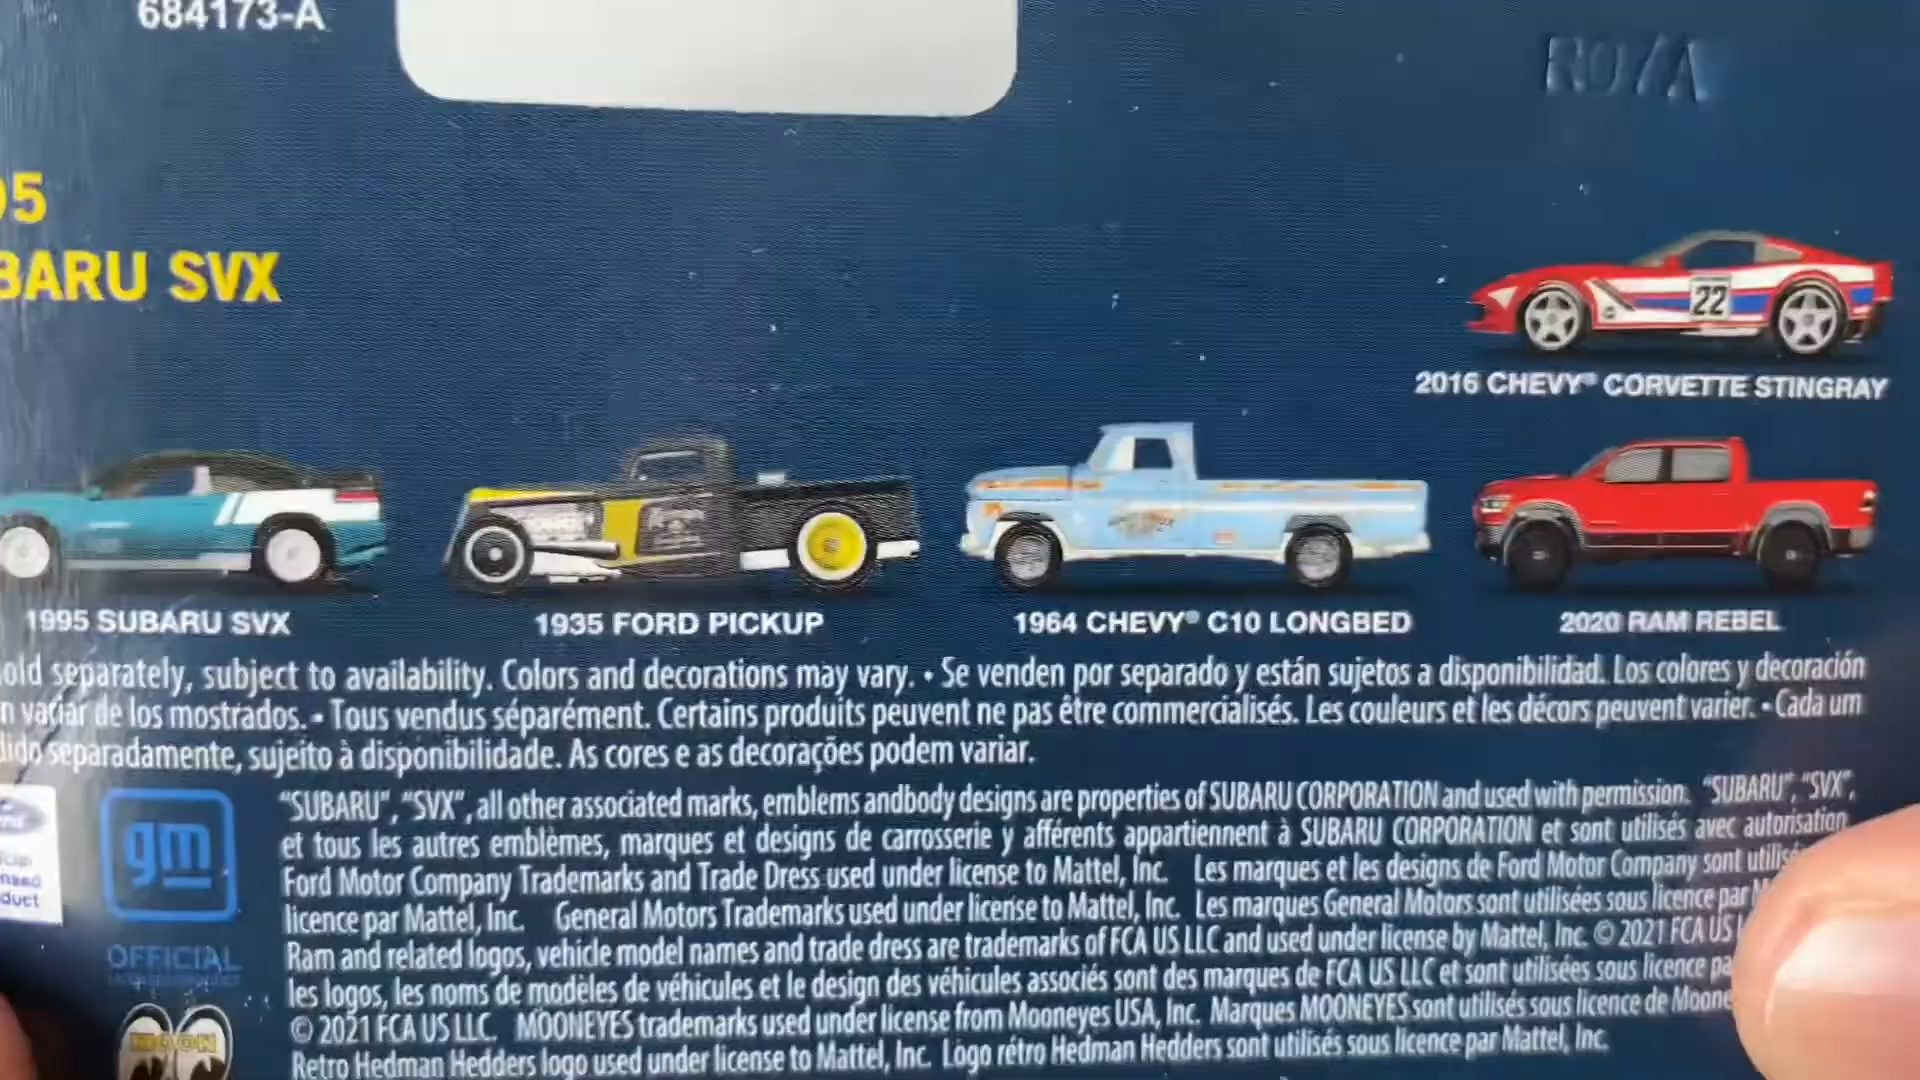 684173-A
R07A
95
BARU SVX
22
2016 CHEVY® CORVETTE STINGRAY
1995 SUBARU SVX
1935 FORD PICKUP
1964 CHEVY® C10 LONGBED
2020 RAM REBEL
old separately, subject to availability. Colors and decorations may vary. • Se venden por separado y están sujetos a disponibilidad. Los colores y decoración
n variar de los mostrados. • Tous vendus séparément. Certains produits peuvent ne pas être commercialisés. Les couleurs et les décors peuvent varier. • Cada um
dido separadamente, sujeito à disponibilidade. As cores e as decorações podem variar.
gm
OFFICIAL
MOON
"SUBARU", "SVX", all other associated marks, emblems andbody designs are properties of SUBARU CORPORATION and used with permission. "SUBARU", "SVX",
et tous les autres emblèmes, marques et designs de carrosserie y afférents appartiennent à SUBARU CORPORATION et sont utilisés avec autorisation
Ford Motor Company Trademarks and Trade Dress used under license to Mattel, Inc. Les marques et les designs de Ford Motor Company sont utilisé
licence par Mattel, Inc. General Motors Trademarks used under license to Mattel, Inc. Les marques General Motors sont utilisées sous licence par M
Ram and related logos, vehicle model names and trade dress are trademarks of FCA US LLC and used under license by Mattel, Inc. © 2021 FCA US
les logos, les noms de modèles de véhicules et le design des véhicules associés sont des marques de FCA US LLC et sont utilisées sous licence pa
© 2021 FCA US LLC. MOONEYES trademarks used under license from Mooneyes USA, Inc. Marques MOONEYES sont utilisés sous licence de Moone
Retro Hedman Hedders logo used under license to Mattel, Inc. Logo rétro Hedman Hedders sont utilisés sous licence par Mattel, Inc.